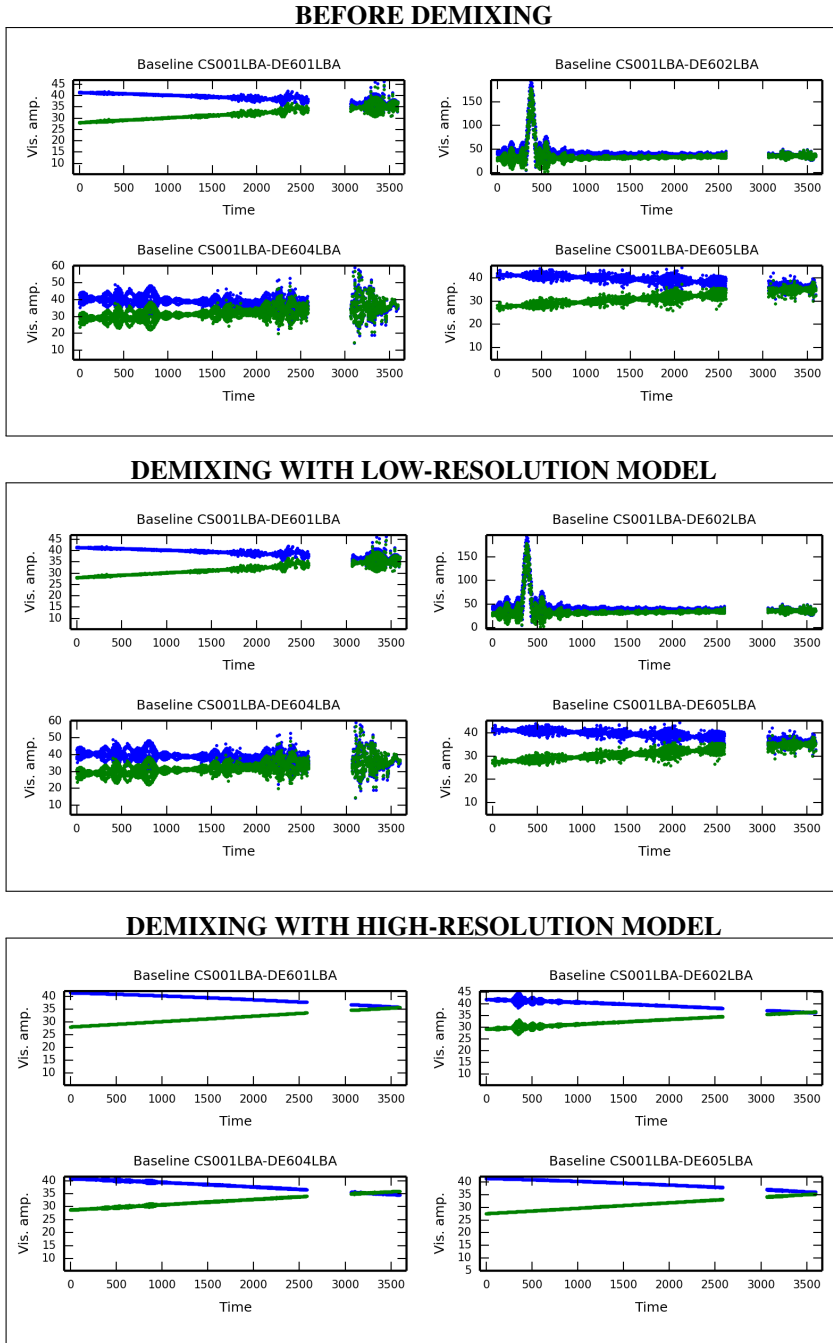 BEFORE DEMIXING
Baseline CS001LBA-DE601LBA
Vis. amp.
45
40
35
30
25
20
15
10
0 500 1000 1500 2000 2500 3000 3500
Time
Baseline CS001LBA-DE602LBA
Vis. amp.
150
100
50
0
0 500 1000 1500 2000 2500 3000 3500
Time
Baseline CS001LBA-DE604LBA
Vis. amp.
60
50
40
30
20
10
0 500 1000 1500 2000 2500 3000 3500
Time
Baseline CS001LBA-DE605LBA
Vis. amp.
40
30
20
10
0 500 1000 1500 2000 2500 3000 3500
Time
DEMIXING WITH LOW-RESOLUTION MODEL
Baseline CS001LBA-DE601LBA
Vis. amp.
45
40
35
30
25
20
15
10
0 500 1000 1500 2000 2500 3000 3500
Time
Baseline CS001LBA-DE602LBA
Vis. amp.
150
100
50
0
0 500 1000 1500 2000 2500 3000 3500
Time
Baseline CS001LBA-DE604LBA
Vis. amp.
60
50
40
30
20
10
0 500 1000 1500 2000 2500 3000 3500
Time
Baseline CS001LBA-DE605LBA
Vis. amp.
40
30
20
10
0 500 1000 1500 2000 2500 3000 3500
Time
DEMIXING WITH HIGH-RESOLUTION MODEL
Baseline CS001LBA-DE601LBA
Vis. amp.
40
35
30
25
20
15
10
0 500 1000 1500 2000 2500 3000 3500
Time
Baseline CS001LBA-DE602LBA
Vis. amp.
45
40
35
30
25
20
15
10
0 500 1000 1500 2000 2500 3000 3500
Time
Baseline CS001LBA-DE604LBA
Vis. amp.
40
35
30
25
20
15
10
0 500 1000 1500 2000 2500 3000 3500
Time
Baseline CS001LBA-DE605LBA
Vis. amp.
40
35
30
25
20
15
10
5
0 500 1000 1500 2000 2500 3000 3500
Time